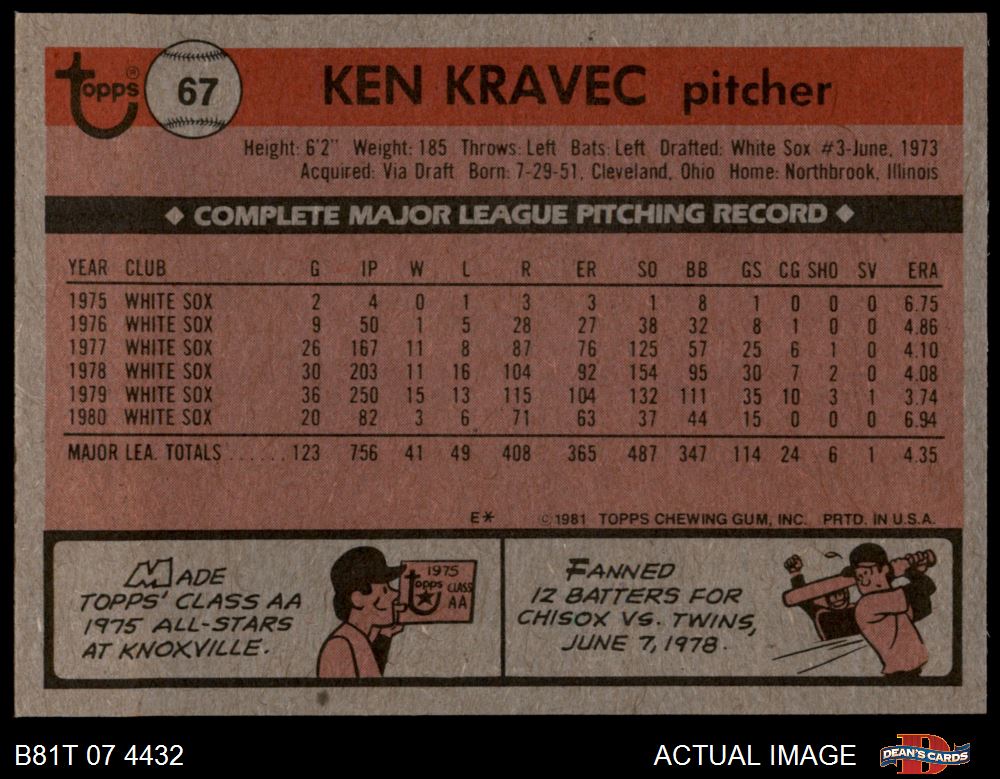 topps® 67 KEN KRAVEC pitcher
Height: 6'2" Weight: 185 Throws: Left Bats: Left Drafted: White Sox #3-June, 1973
Acquired: Via Draft Born: 7-29-51, Cleveland, Ohio Home: Northbrook, Illinois
◆ COMPLETE MAJOR LEAGUE PITCHING RECORD ◆
YEAR CLUB G IP W L R ER SO BB GS CG SHO SV ERA
1975 WHITE SOX 2 4 0 1 3 3 1 8 1 0 0 0 6.75
1976 WHITE SOX 9 50 1 5 28 27 38 32 8 1 0 0 4.86
1977 WHITE SOX 26 167 11 8 87 76 125 57 25 6 1 0 4.10
1978 WHITE SOX 30 203 11 16 104 92 154 95 30 7 2 0 4.08
1979 WHITE SOX 36 250 15 13 115 104 132 111 35 10 3 1 3.74
1980 WHITE SOX 20 82 3 6 71 63 37 44 15 0 0 0 6.94
MAJOR LEA. TOTALS ...... 123 756 41 49 408 365 487 347 114 24 6 1 4.35
E* ©1981 TOPPS CHEWING GUM, INC. PRTD. IN U.S.A.
MADE
TOPPS' CLASS AA
1975 ALL-STARS
AT KNOXVILLE.
1975
topps CLASS
AA
FANNED
12 BATTERS FOR
CHISOX VS. TWINS,
JUNE 7, 1978.
B81T 07 4432 ACTUAL IMAGE DEAN'S CARDS